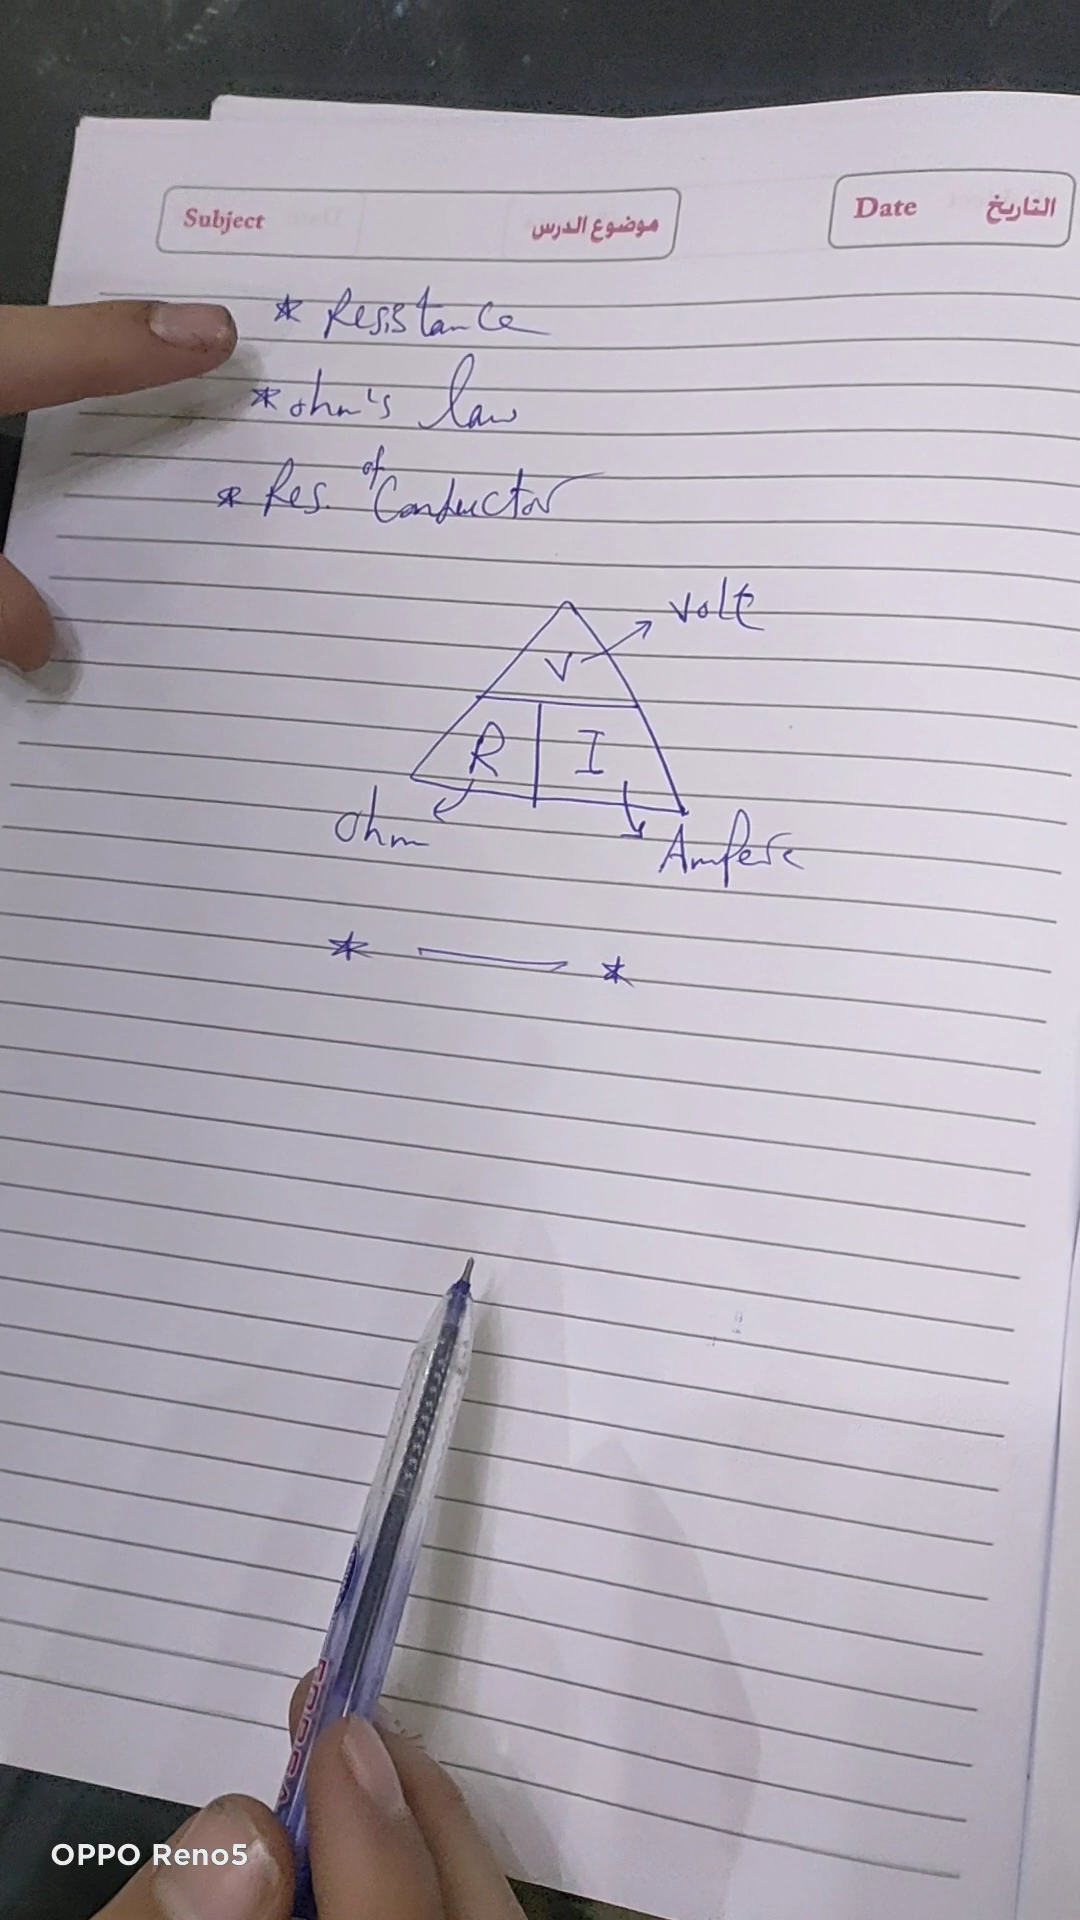 Subject موضوع الدرس
Date التاريخ
* Resistance
* ohm's law
* Res. of Conductor
volt
V
R I
ohm
Ampere
* *
OPPO Reno5